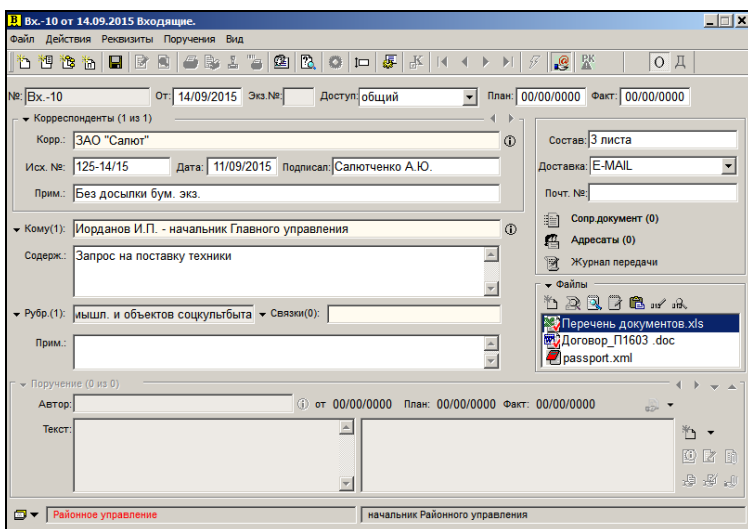 Вх.-10 от 14.09.2015 Входящие.
Файл Действия Реквизиты Поручения Вид
О Д
№: Вх.-10 От: 14/09/2015 Экз.№: Доступ: общий План: 00/00/0000 Факт: 00/00/0000
Корреспонденты (1 из 1)
Корр.: ЗАО "Салют"
Исх. №: 125-14/15 Дата: 11/09/2015 Подписал: Салютченко А.Ю.
Прим.: Без досылки бум. экз.
Состав: 3 листа
Доставка: E-MAIL
Почт. №:
Сопр.документ (0)
Адресаты (0)
Журнал передачи
Кому(1): Иорданов И.П. - начальник Главного управления
Содерж.: Запрос на поставку техники
Рубр.(1): мышл. и объектов соцкультбыта Связки(0):
Прим.:
Файлы
Перечень документов.xls
Договор_П1603 .doc
passport.xml
Поручение (0 из 0)
Автор: от 00/00/0000 План: 00/00/0000 Факт: 00/00/0000
Текст:
Районное управление начальник Районного управления